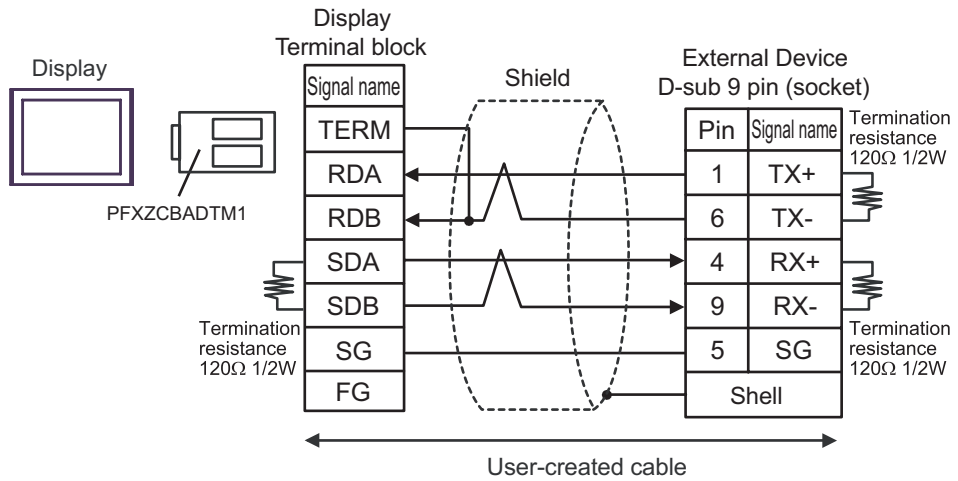 Display
PFXZCBADTM1
Display
Terminal block
Signal name
TERM
RDA
RDB
SDA
SDB
SG
FG
Termination
resistance
120Ω 1/2W
Shield
External Device
D-sub 9 pin (socket)
Pin Signal name
1 TX+
6 TX-
4 RX+
9 RX-
5 SG
Shell
Termination
resistance
120Ω 1/2W
Termination
resistance
120Ω 1/2W
User-created cable